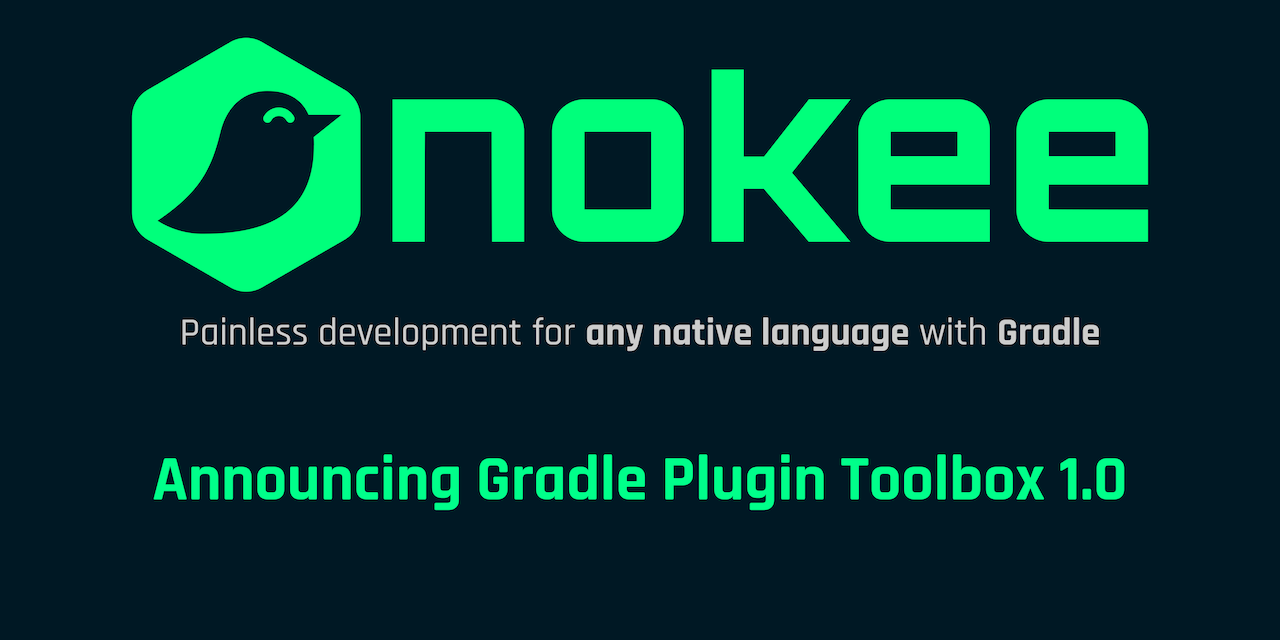 nokee
Painless development for any native language with Gradle
Announcing Gradle Plugin Toolbox 1.0